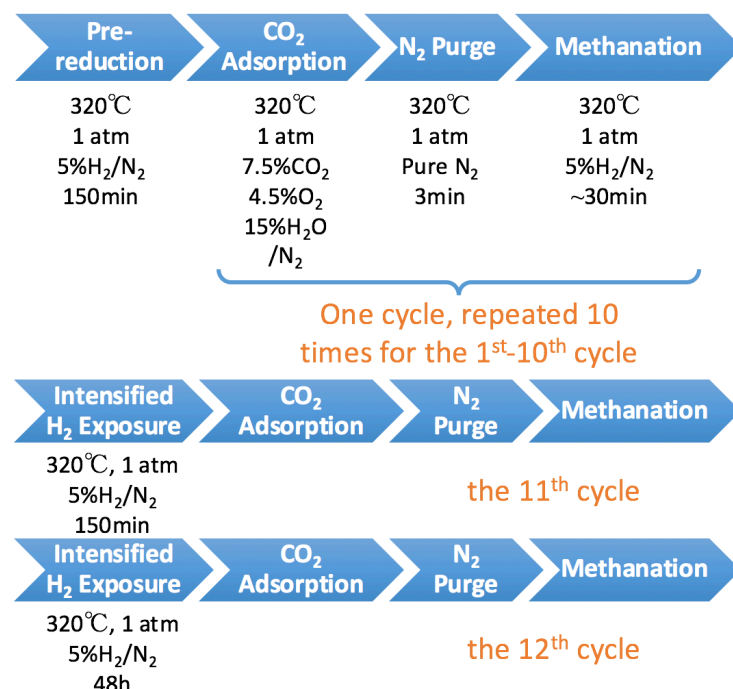 Pre-
reduction
CO₂
Adsorption
N₂ Purge
Methanation
320℃
1 atm
5%H₂/N₂
150min
320℃
1 atm
7.5%CO₂
4.5%O₂
15%H₂O
/N₂
320℃
1 atm
Pure N₂
3min
320℃
1 atm
5%H₂/N₂
~30min
One cycle, repeated 10
times for the 1ˢᵗ-10ᵗʰ cycle
Intensified
H₂ Exposure
CO₂
Adsorption
N₂
Purge
Methanation
320℃, 1 atm
5%H₂/N₂
150min
the 11ᵗʰ cycle
Intensified
H₂ Exposure
CO₂
Adsorption
N₂
Purge
Methanation
320℃, 1 atm
5%H₂/N₂
48h
the 12ᵗʰ cycle